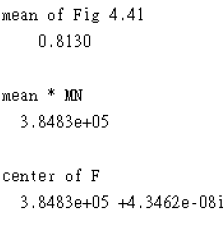 mean of Fig 4.41
0.8130
mean * MN
3.8483e+05
center of F
3.8483e+05 +4.3462e-08i